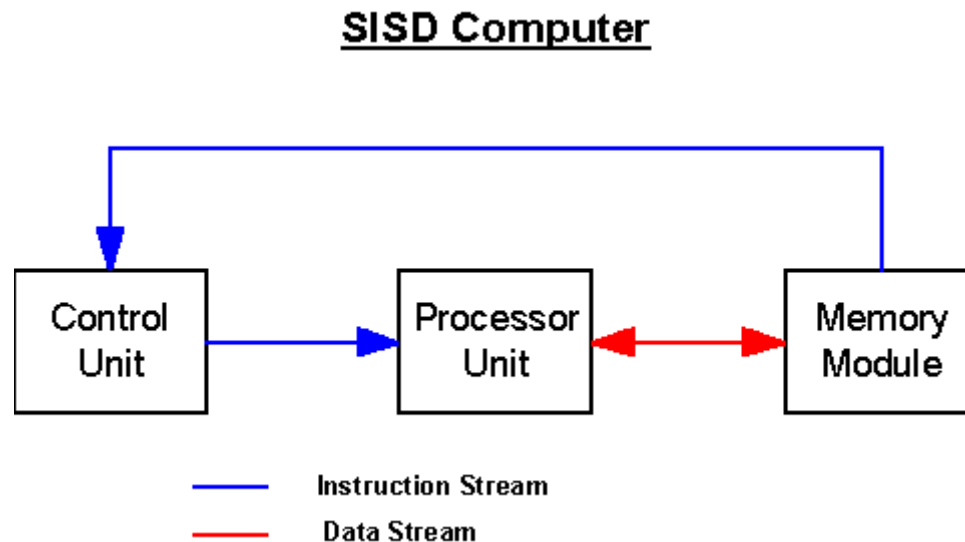 SISD Computer
Control
Unit
Processor
Unit
Memory
Module
Instruction Stream
Data Stream